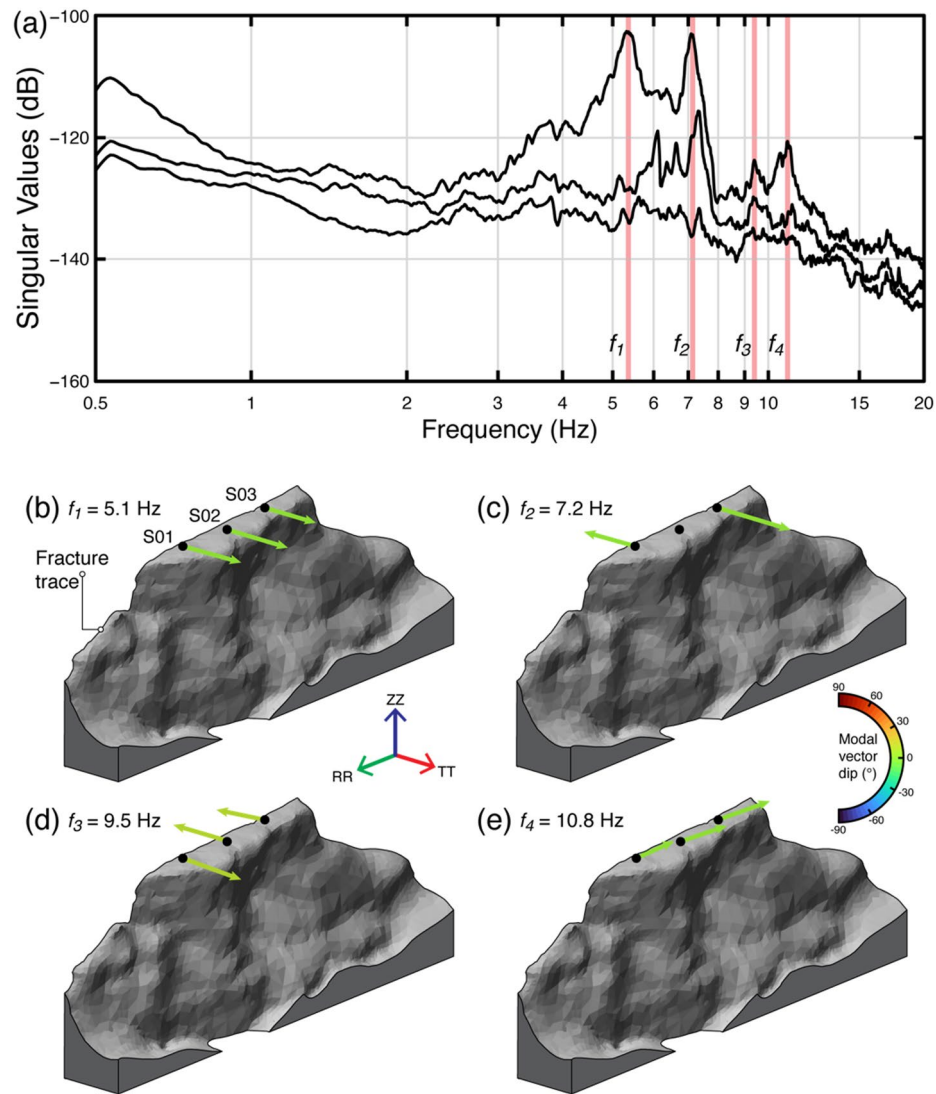 (a)
Singular Values (dB)
−100
−120
−140
−160
f1
f2
f3
f4
0.5 1 2 3 4 5 6 7 8 9 10 15 20
Frequency (Hz)
(b) f1 = 5.1 Hz
S03
S02
S01
Fracture
trace
(c) f2 = 7.2 Hz
ZZ
RR
TT
90
60
30
0
-30
-60
-90
Modal
vector
dip (°)
(d) f3 = 9.5 Hz
(e) f4 = 10.8 Hz